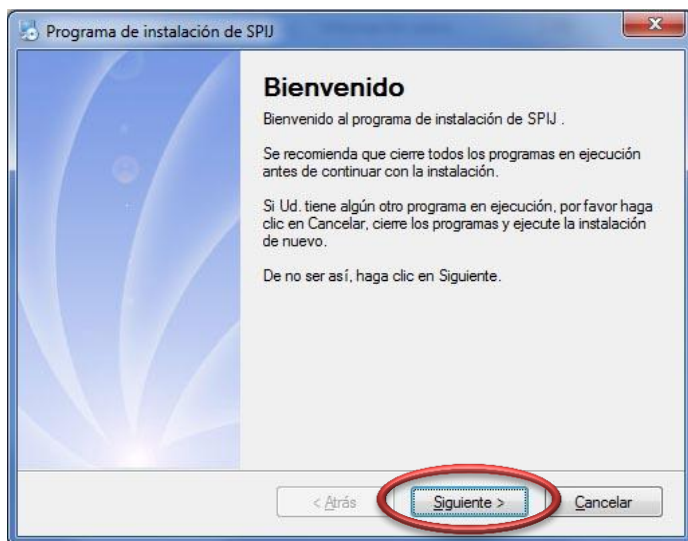 Programa de instalación de SPIJ
Bienvenido
Bienvenido al programa de instalación de SPIJ .
Se recomienda que cierre todos los programas en ejecución
antes de continuar con la instalación.
Si Ud. tiene algún otro programa en ejecución, por favor haga
clic en Cancelar, cierre los programas y ejecute la instalación
de nuevo.
De no ser así, haga clic en Siguiente.
< Atrás
Siguiente >
Cancelar